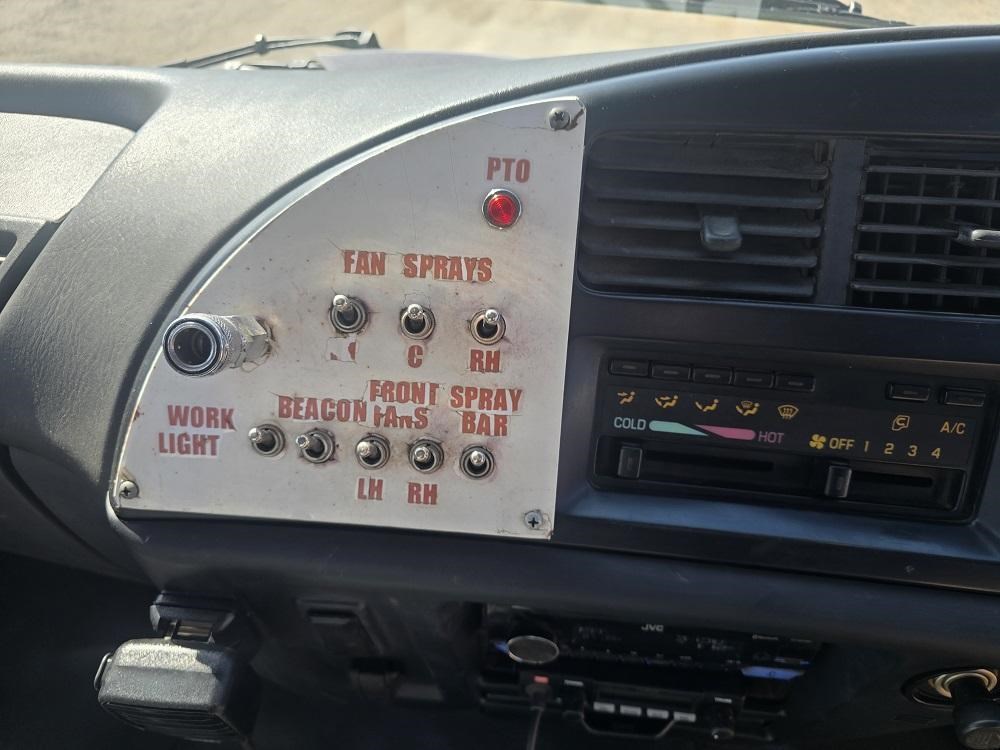 PTO
FAN SPRAYS
C
RH
FRONT SPRAY
BEACON FANS BAR
WORK
LIGHT
LH RH
COLD HOT
OFF 1 2 3 4
A/C
JVC